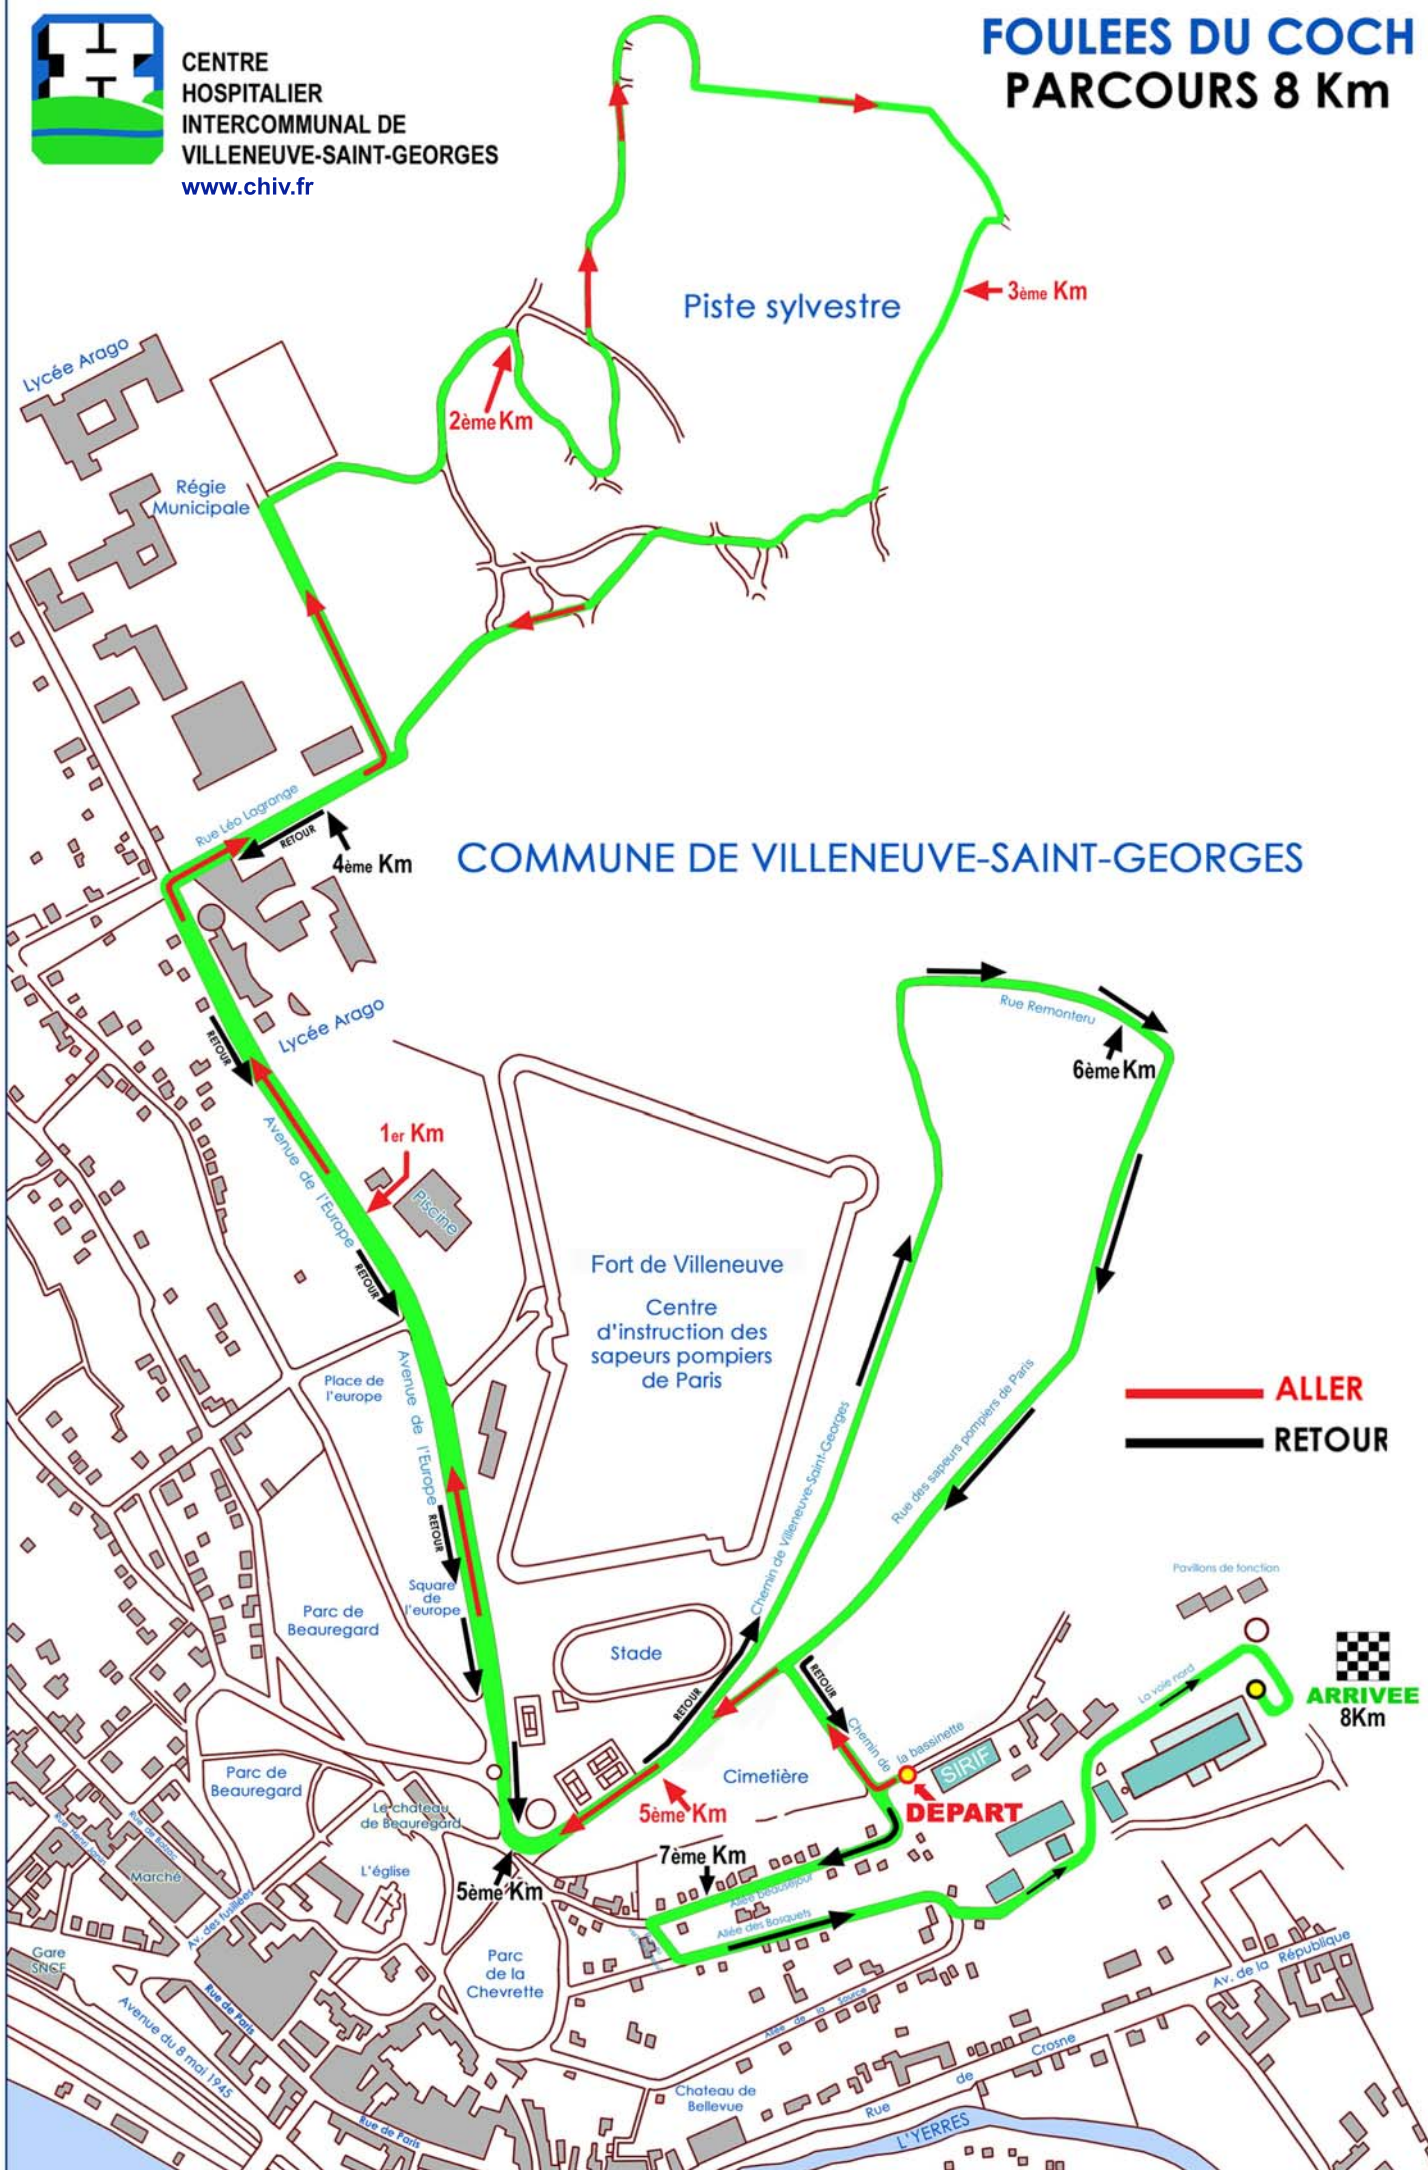 FOULEES DU COCH
PARCOURS 8 Km
CENTRE
HOSPITALIER
INTERCOMMUNAL DE
VILLENEUVE-SAINT-GEORGES
www.chiv.fr
Piste sylvestre
3ème Km
Lycée Arago
2ème Km
Régie
Municipale
Rue Léo Lagrange
RETOUR
4ème Km
COMMUNE DE VILLENEUVE-SAINT-GEORGES
Rue Remonteru
6ème Km
Lycée Arago
RETOUR
Avenue de l'Europe
1er Km
Piscine
RETOUR
Fort de Villeneuve
Centre
d'instruction des
sapeurs pompiers
de Paris
Place de
l'europe
Avenue de l'Europe
RETOUR
Chemin de Villeneuve-Saint-Georges
Rue des sapeurs pompiers de Paris
ALLER
RETOUR
Pavillons de fonction
Square
de
l'europe
Parc de
Beauregard
Stade
RETOUR
RETOUR
La voie nord
ARRIVEE
8Km
Chemin de la bassinette
SIRIF
Parc de
Beauregard
Cimetière
DEPART
5ème Km
Le chateau
de Beauregard
Rue Henri Janin
Rue de Balzac
Marché
L'église
5ème Km
7ème Km
Allée Beauséjour
Allée des Bosquets
Av. des fusillées
Gare
SNCF
Parc
de la
Chevrette
Av. de la République
Rue de Paris
Avenue du 8 mai 1945
Allée de la Source
Rue de Crosne
Chateau de
Bellevue
Rue de Paris
L'YERRES